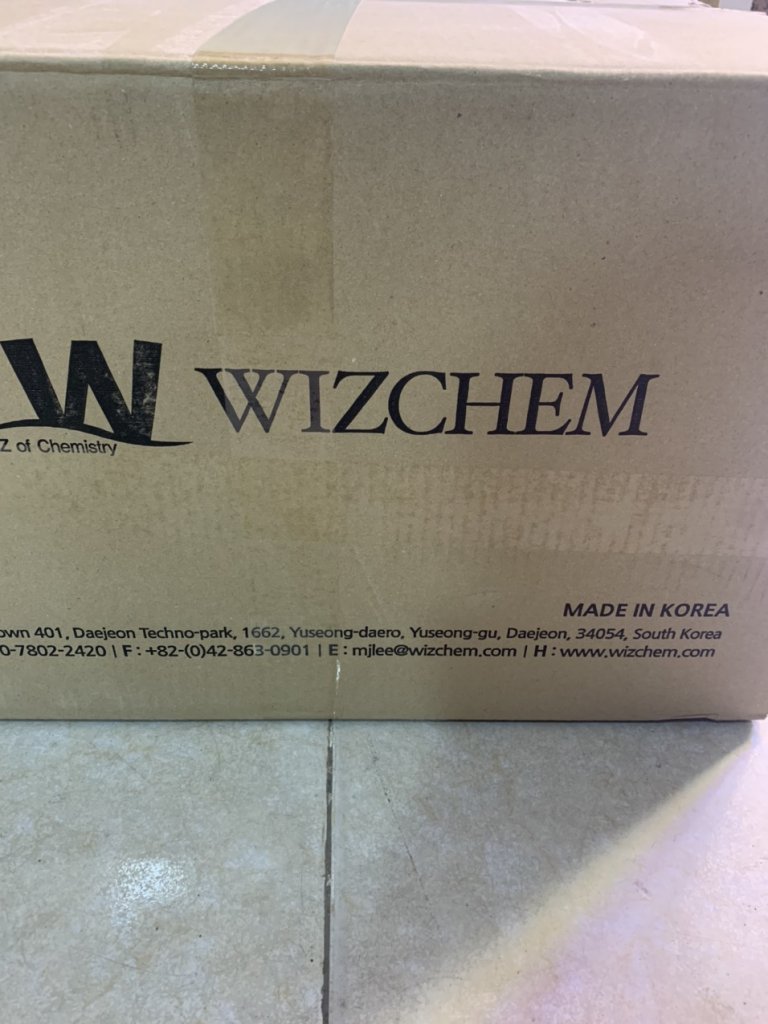 W WIZCHEM
Z of Chemistry
MADE IN KOREA
own 401, Daejeon Techno-park, 1662, Yuseong-daero, Yuseong-gu, Daejeon, 34054, South Korea
0-7802-2420 | F : +82-(0)42-863-0901 | E : mjlee@wizchem.com | H : www.wizchem.com